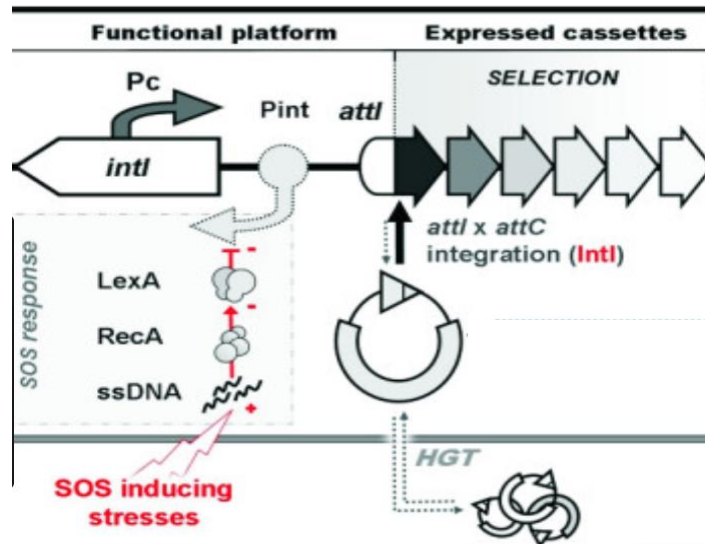 Functional platform
Expressed cassettes
SELECTION
Pc
Pint
attI
intI
attI x attC
integration (IntI)
SOS response
LexA
RecA
ssDNA
-
-
+
HGT
SOS inducing
stresses